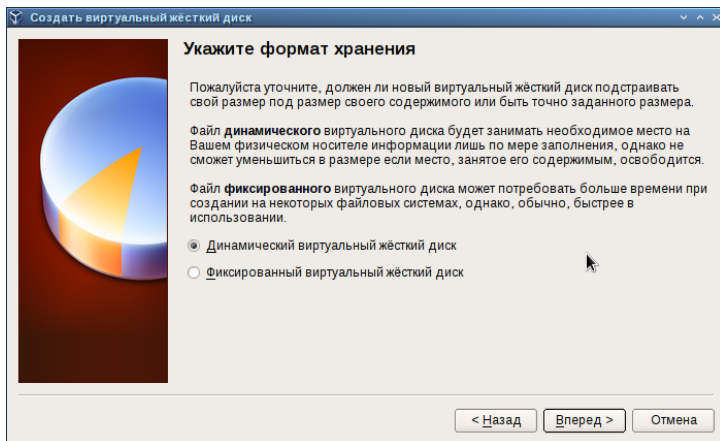 Создать виртуальный жёсткий диск
Укажите формат хранения
Пожалуйста уточните, должен ли новый виртуальный жёсткий диск подстраивать
свой размер под размер своего содержимого или быть точно заданного размера.
Файл динамического виртуального диска будет занимать необходимое место на
Вашем физическом носителе информации лишь по мере заполнения, однако не
сможет уменьшиться в размере если место, занятое его содержимым, освободится.
Файл фиксированного виртуального диска может потребовать больше времени при
создании на некоторых файловых системах, однако, обычно, быстрее в
использовании.
Динамический виртуальный жёсткий диск
Фиксированный виртуальный жёсткий диск
< Назад
Вперед >
Отмена